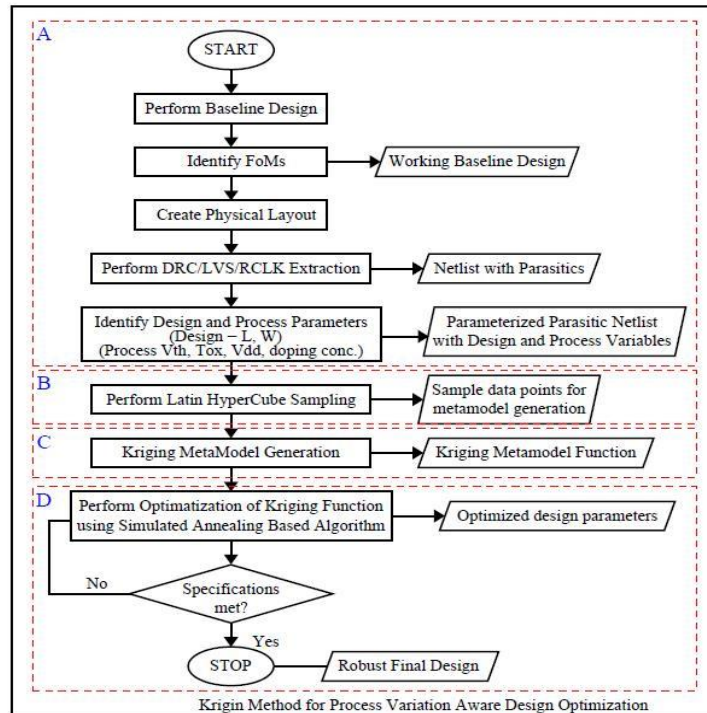 A
START
Perform Baseline Design
Identify FoMs
Working Baseline Design
Create Physical Layout
Perform DRC/LVS/RCLK Extraction
Netlist with Parasitics
Identify Design and Process Parameters
(Design – L, W)
(Process Vth, Tox, Vdd, doping conc.)
Parameterized Parasitic Netlist
with Design and Process Variables
B
Perform Latin HyperCube Sampling
Sample data points for
metamodel generation
C
Kriging MetaModel Generation
Kriging Metamodel Function
D
Perform Optimatization of Kriging Function
using Simulated Annealing Based Algorithm
Optimized design parameters
No
Specifications
met?
Yes
STOP
Robust Final Design
Krigin Method for Process Variation Aware Design Optimization